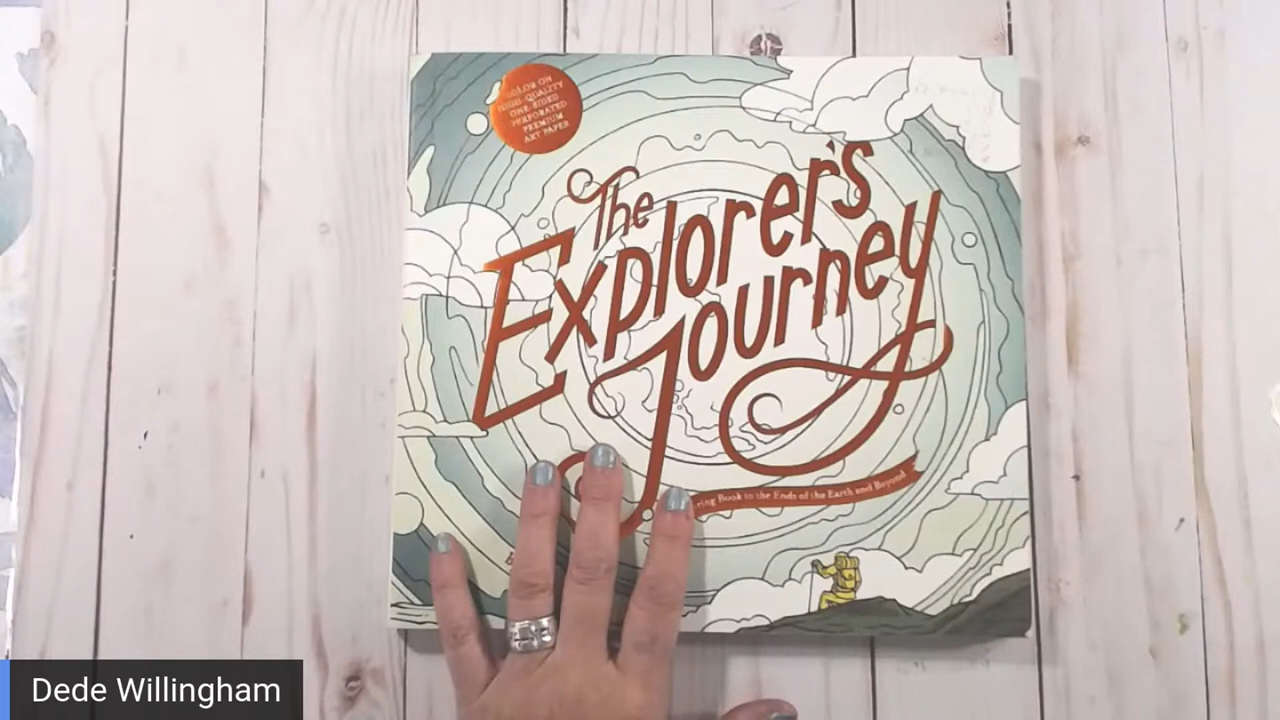 COLOR ON
HIGH-QUALITY
ONE-SIDED
PERFORATED
PREMIUM
ART PAPER
The
Explorer's
Journey
Book to the Ends of the Earth and Beyond
Dede Willingham